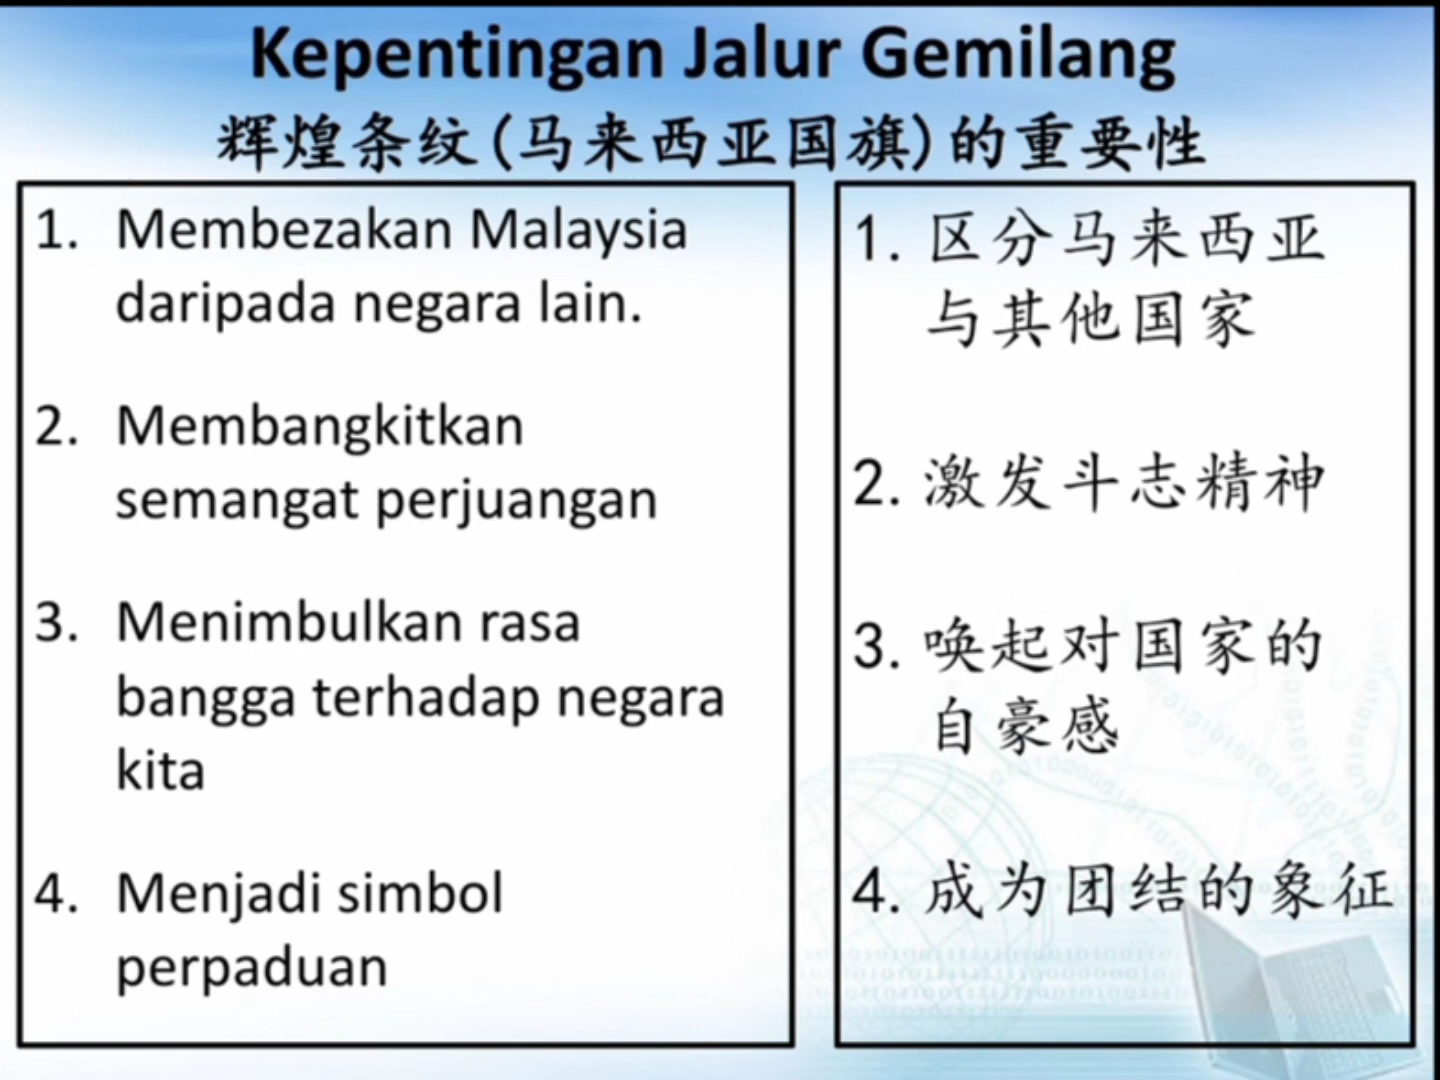 Kepentingan Jalur Gemilang
辉煌条纹(马来西亚国旗)的重要性
1. Membezakan Malaysia
daripada negara lain.
2. Membangkitkan
semangat perjuangan
3. Menimbulkan rasa
bangga terhadap negara
kita
4. Menjadi simbol
perpaduan
1. 区分马来西亚
与其他国家
2. 激发斗志精神
3. 唤起对国家的
自豪感
4. 成为团结的象征